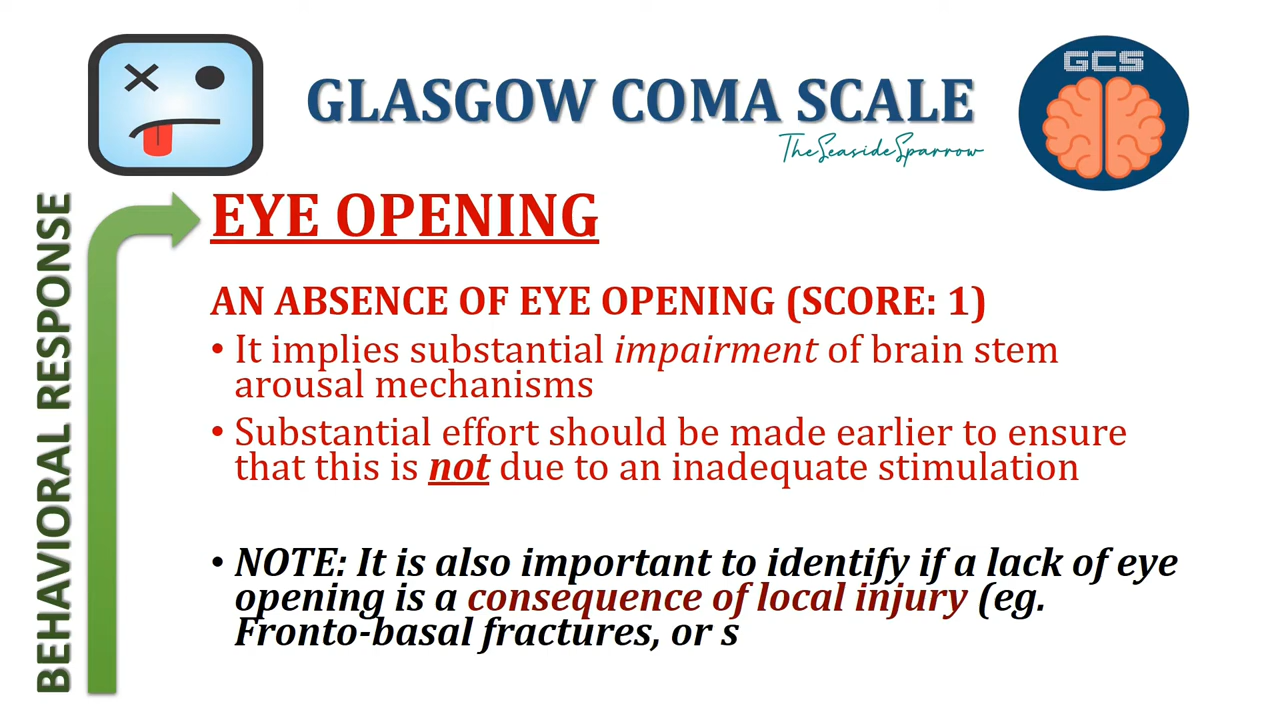 GCS
GLASGOW COMA SCALE
TheSeasideSparrow
BEHAVIORAL RESPONSE
EYE OPENING
AN ABSENCE OF EYE OPENING (SCORE: 1)
• It implies substantial impairment of brain stem
arousal mechanisms
• Substantial effort should be made earlier to ensure
that this is not due to an inadequate stimulation
• NOTE: It is also important to identify if a lack of eye
opening is a consequence of local injury (eg.
Fronto-basal fractures, or s